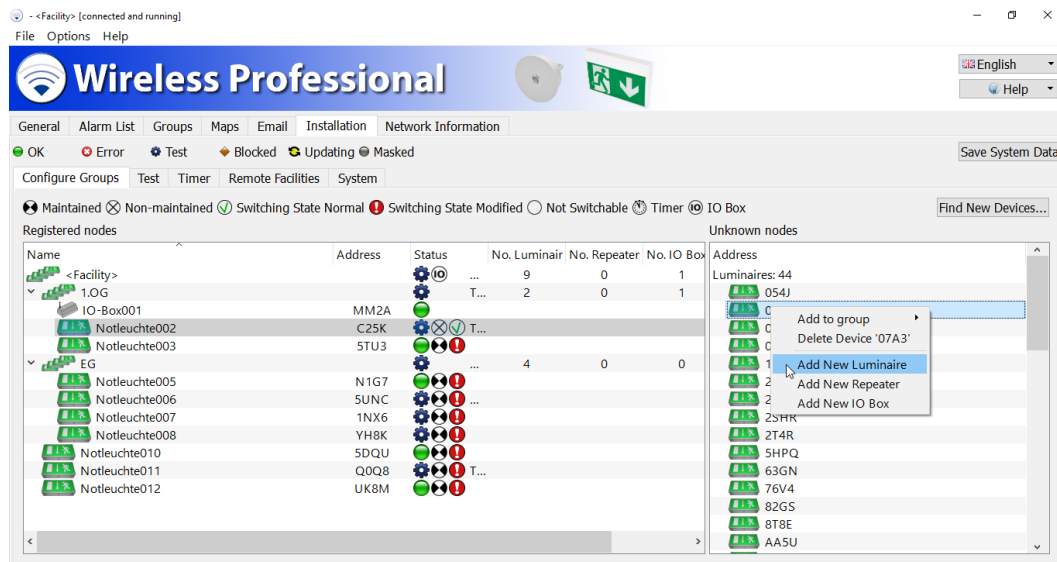 - <Facility> [connected and running]
File Options Help
Wireless Professional
English
Help
General Alarm List Groups Maps Email Installation Network Information
OK Error Test Blocked Updating Masked Save System Data
Configure Groups Test Timer Remote Facilities System
Maintained Non-maintained Switching State Normal Switching State Modified Not Switchable Timer IO IO Box Find New Devices...
Registered nodes Unknown nodes
Name Address Status No. Luminair No. Repeater No. IO Box Address
<Facility> IO ... 9 0 1 Luminaires: 44
1.OG T... 2 0 1 054J
IO-Box001 MM2A
Notleuchte002 C25K T...
Notleuchte003 5TU3
EG ... 4 0 0
Notleuchte005 N1G7
Notleuchte006 5UNC ...
Notleuchte007 1NX6 2SHR
Notleuchte008 YH8K 2T4R
Notleuchte010 5DQU 5HPQ
Notleuchte011 Q0Q8 T... 63GN
Notleuchte012 UK8M 76V4
82GS
8T8E
AA5U
Add to group
Delete Device '07A3'
Add New Luminaire
Add New Repeater
Add New IO Box